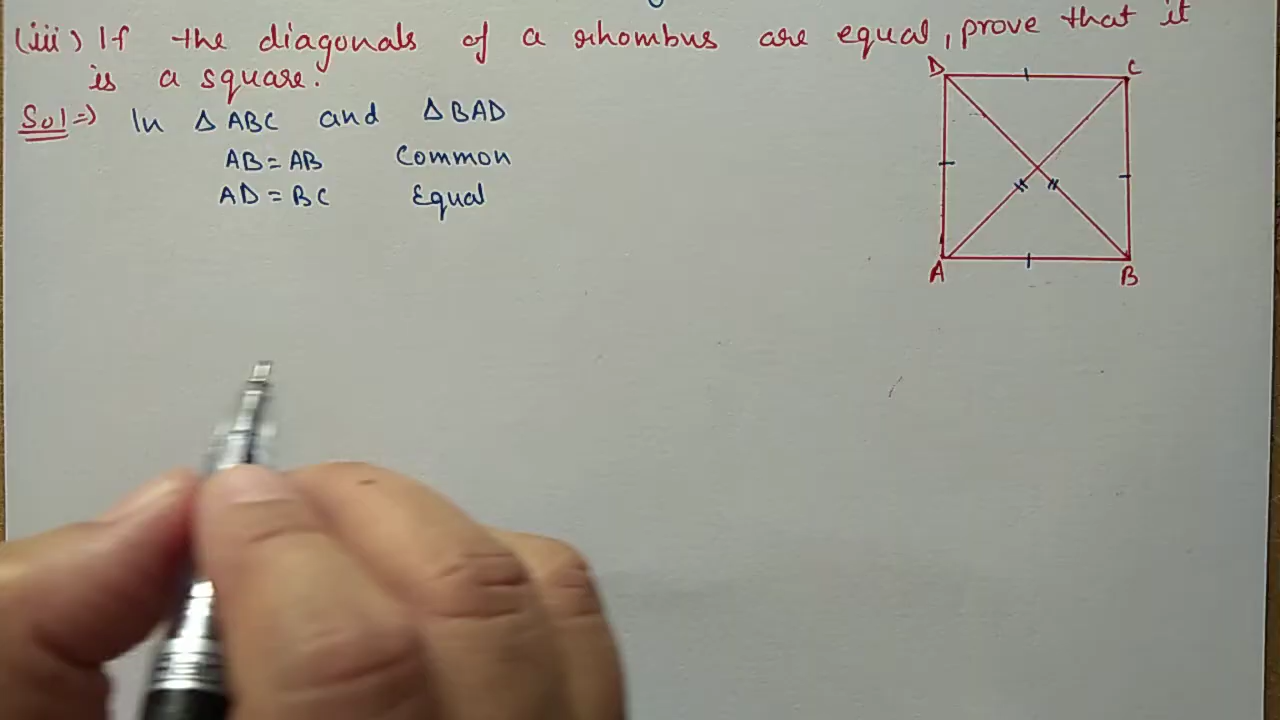 (iii) If the diagonals of a rhombus are equal, prove that it
is a square.
Sol⇒ In Δ ABC and Δ BAD
AB = AB Common
AD = BC Equal
D C
A B